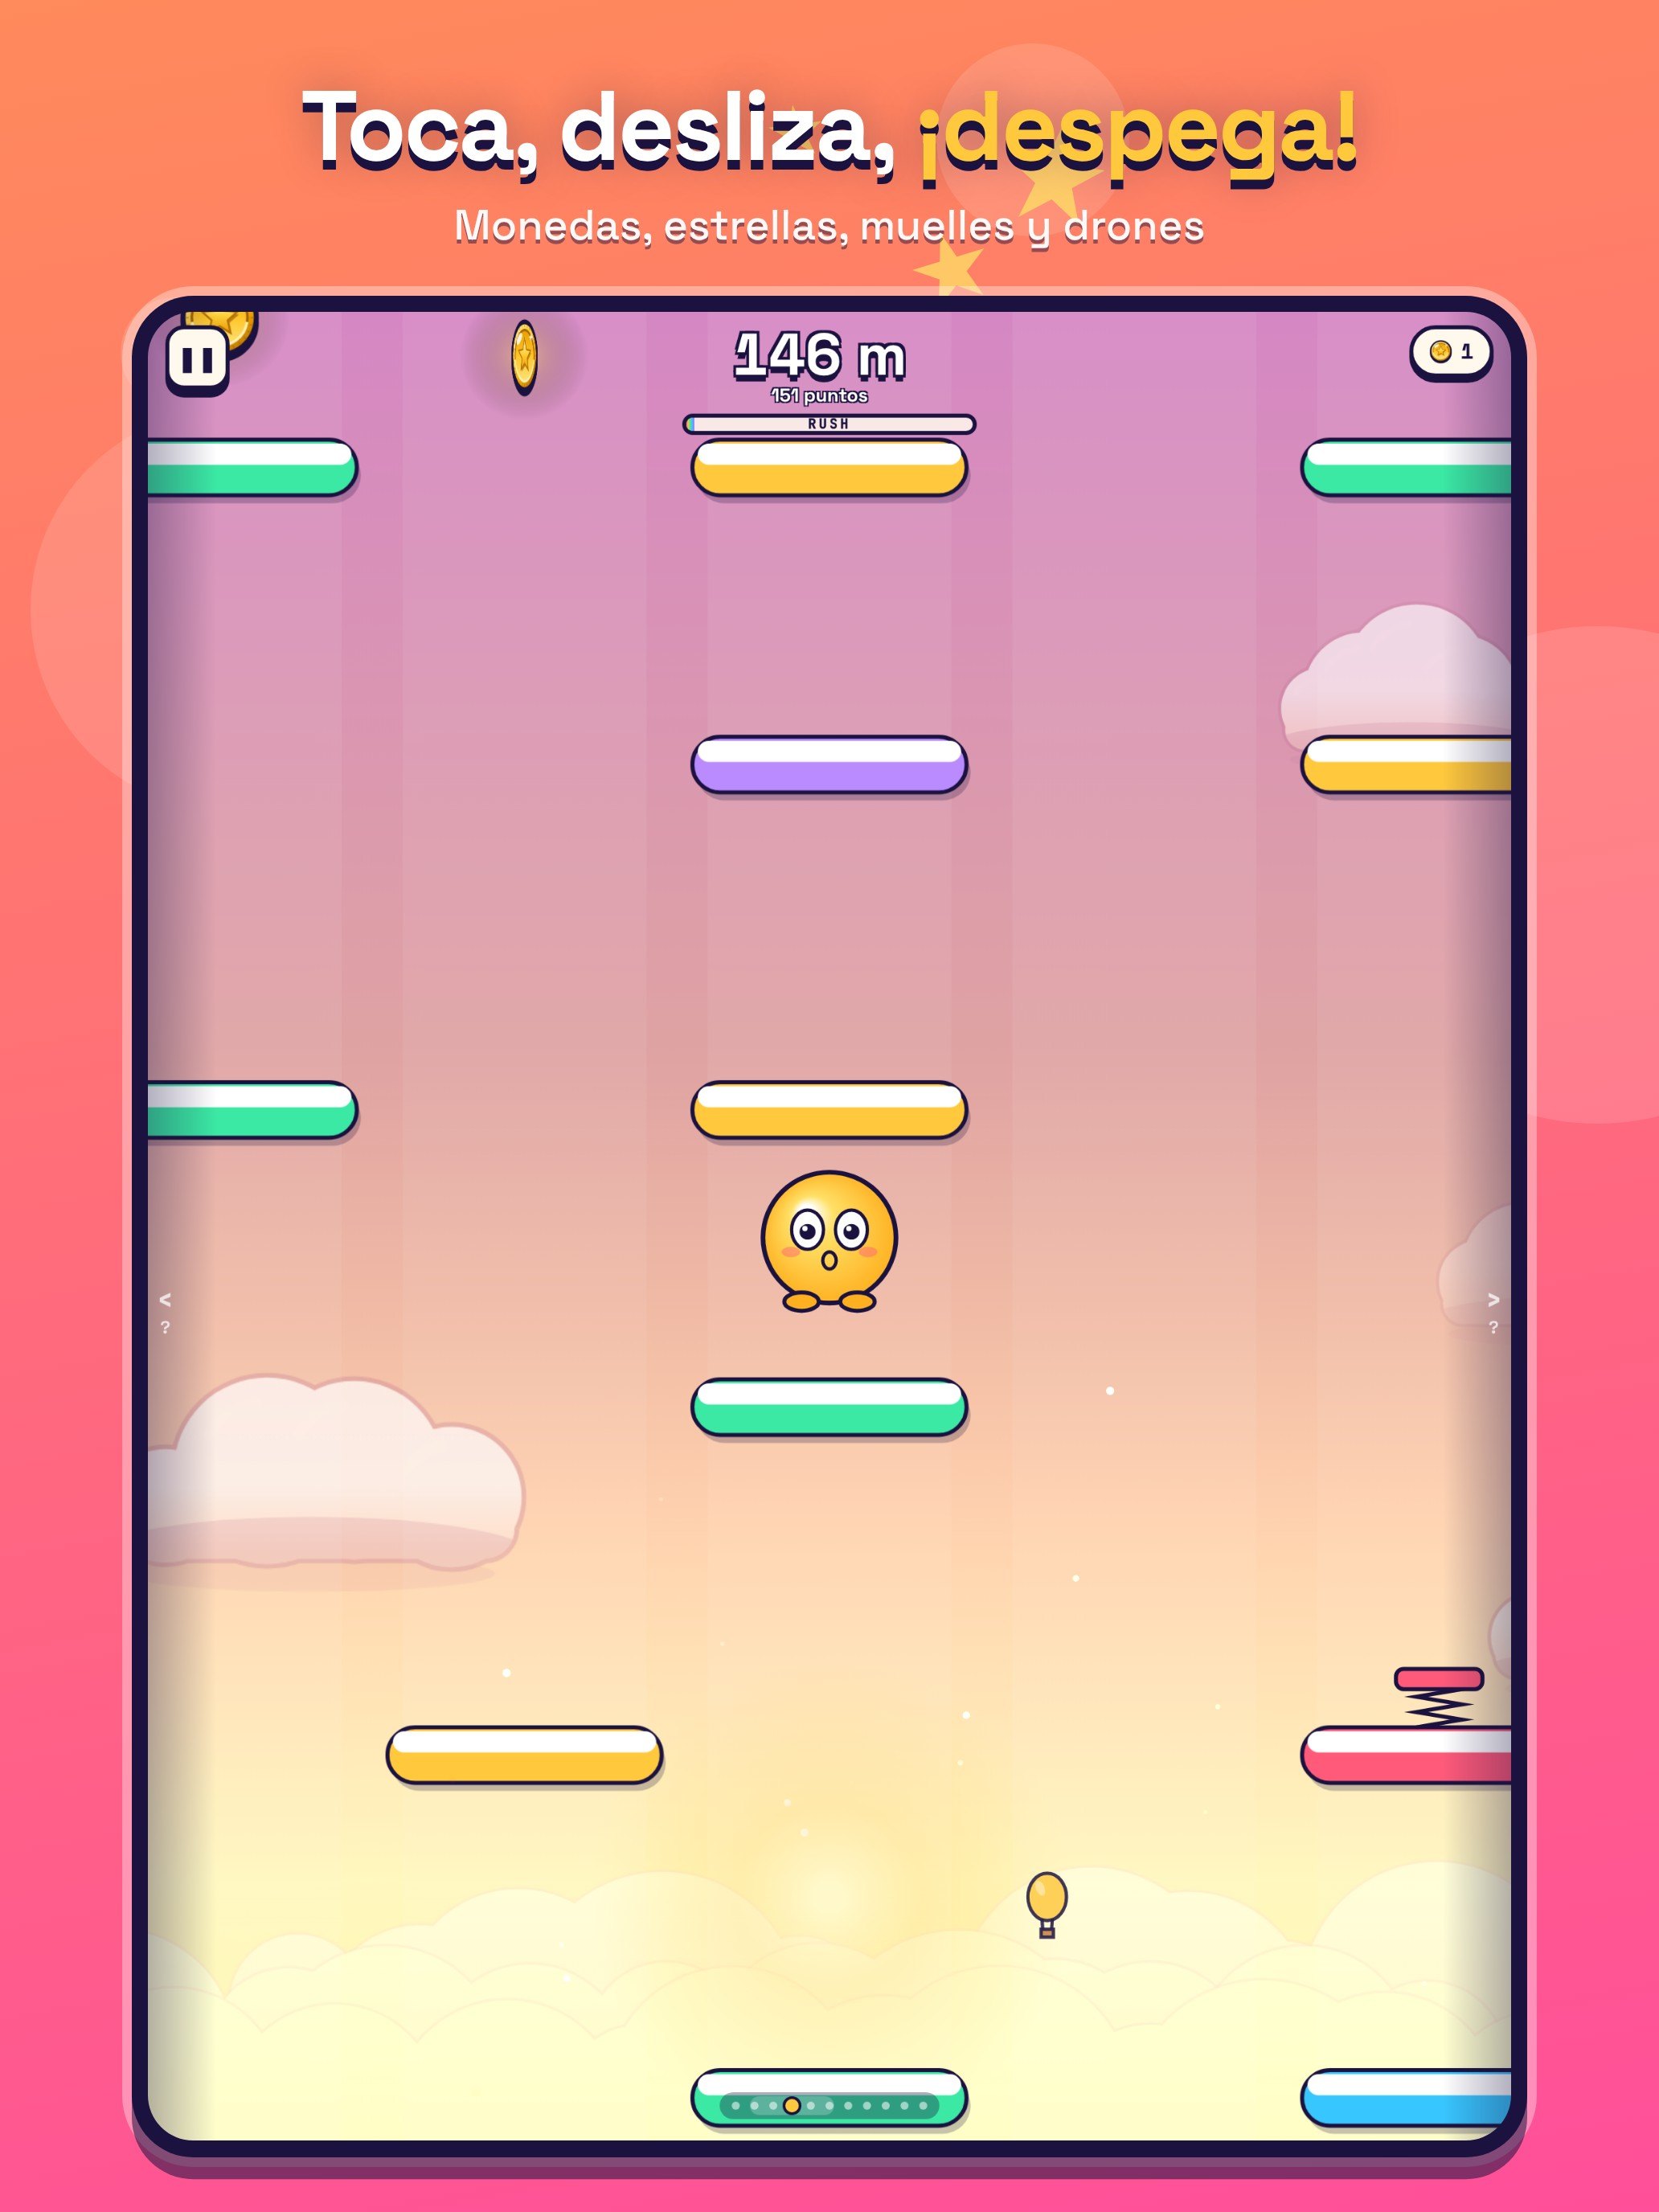 Toca, desliza, ¡despega!
Monedas, estrellas, muelles y drones
146 m
1
151 puntos
RUSH
< >
? ?